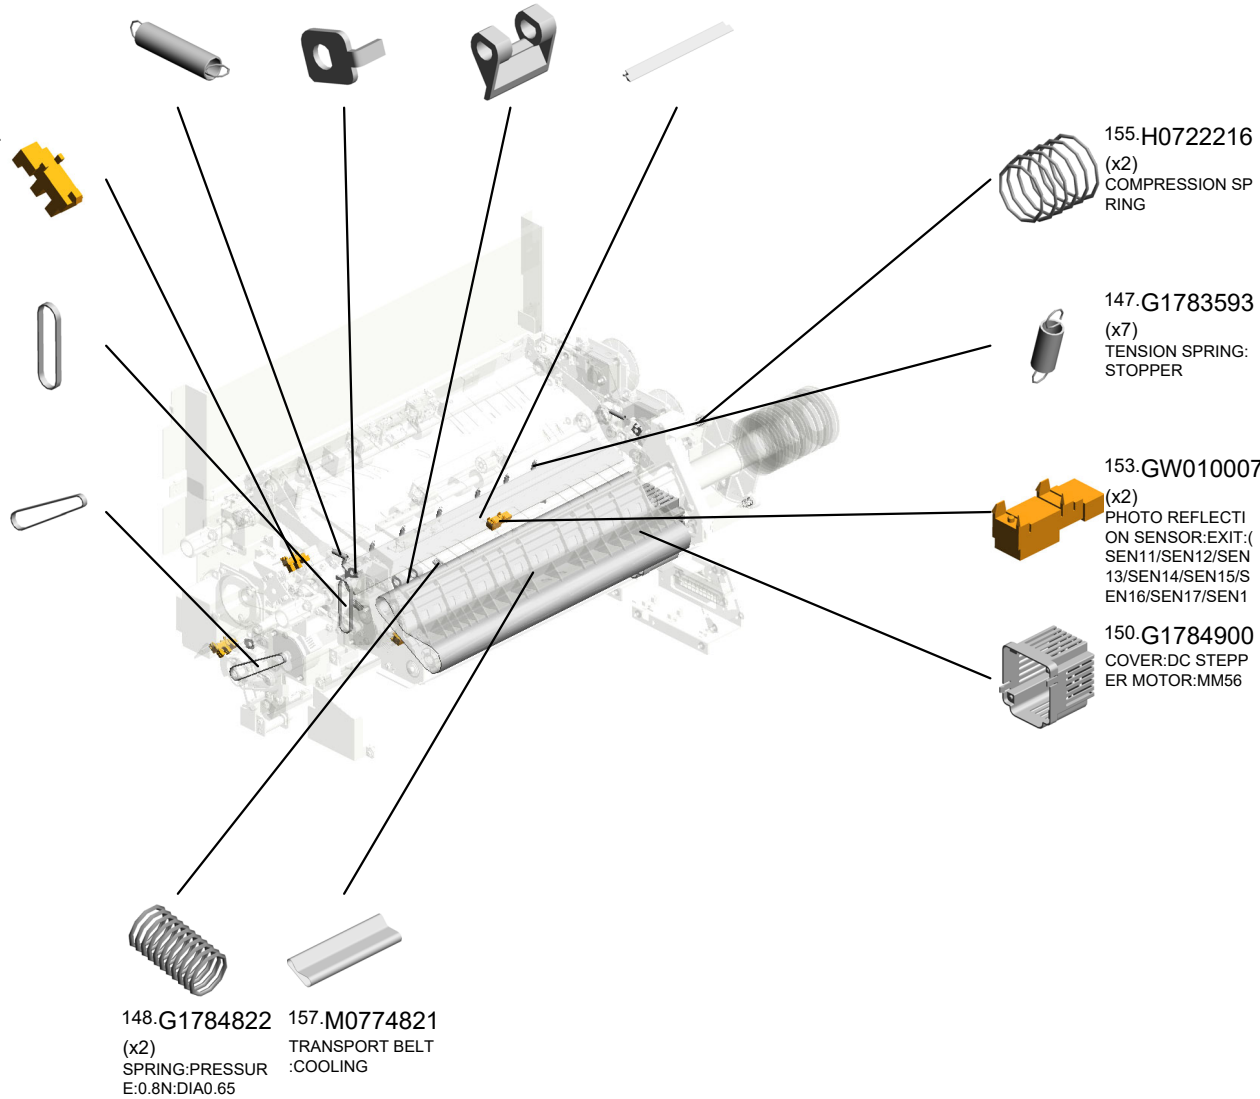 155.H0722216
(x2)
COMPRESSION SP
RING
147.G1783593
(x7)
TENSION SPRING:
STOPPER
153.GW010007
(x2)
PHOTO REFLECTI
ON SENSOR:EXIT:(
SEN11/SEN12/SEN
13/SEN14/SEN15/S
EN16/SEN17/SEN1
150.G1784900
COVER:DC STEPP
ER MOTOR:MM56
148.G1784822
(x2)
SPRING:PRESSUR
E:0.8N:DIA0.65
157.M0774821
TRANSPORT BELT
:COOLING